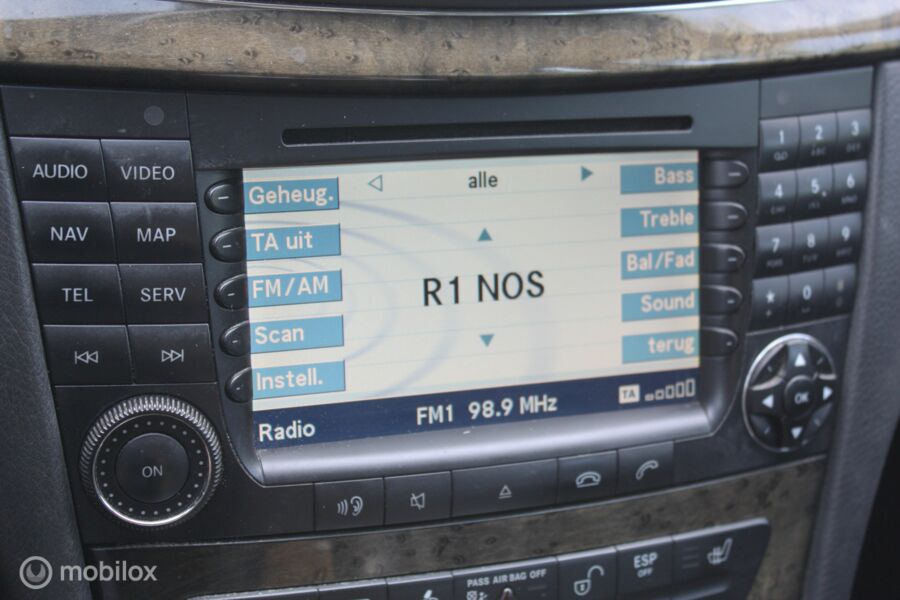 AUDIO VIDEO
NAV MAP
TEL SERV
ON
Geheug.
TA uit
FM/AM
Scan
Instell.
alle
R1 NOS
Bass
Treble
Bal/Fad
Sound
terug
Radio FM1 98.9 MHz TA
1 2 ABC 3
4 5 6
7 8 9
* 0
OK
PASS AIR BAG OFF
ESP
OFF
mobilox